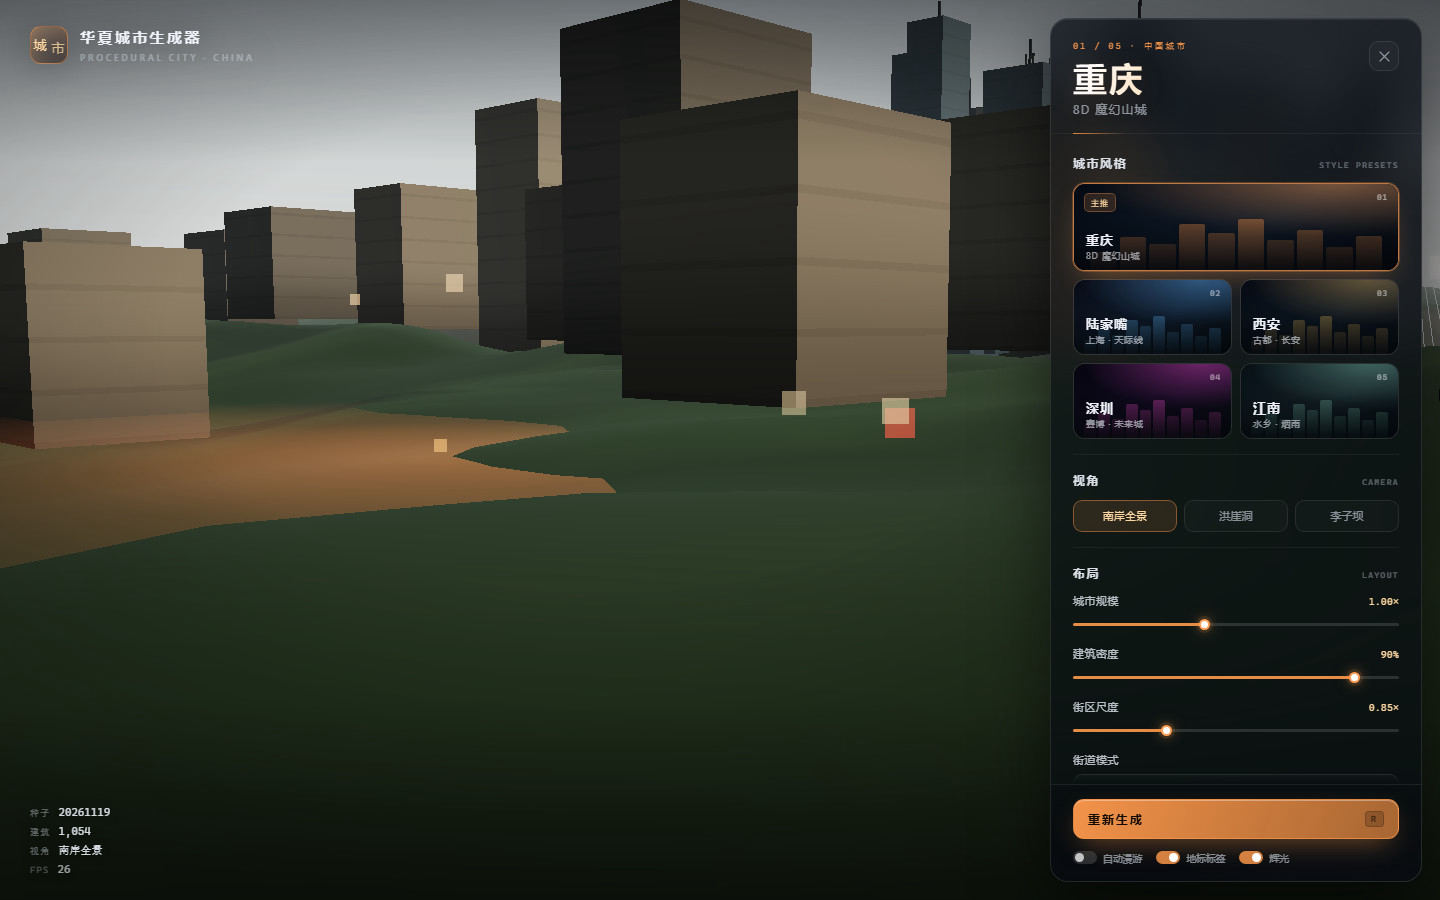 城市
华夏城市生成器
PROCEDURAL CITY · CHINA
01 / 05 · 中国城市
重庆
8D 魔幻山城
城市风格
STYLE PRESETS
主推
01
重庆
8D 魔幻山城
02
陆家嘴
上海 · 天际线
03
西安
古都 · 长安
04
深圳
赛博 · 未来城
05
江南
水乡 · 烟雨
视角
CAMERA
南岸全景
洪崖洞
李子坝
布局
LAYOUT
城市规模
1.00×
建筑密度
90%
街区尺度
0.85×
街道模式
重新生成
R
自动漫游
地标标签
辉光
种子 20261119
建筑 1,054
视角 南岸全景
FPS 26